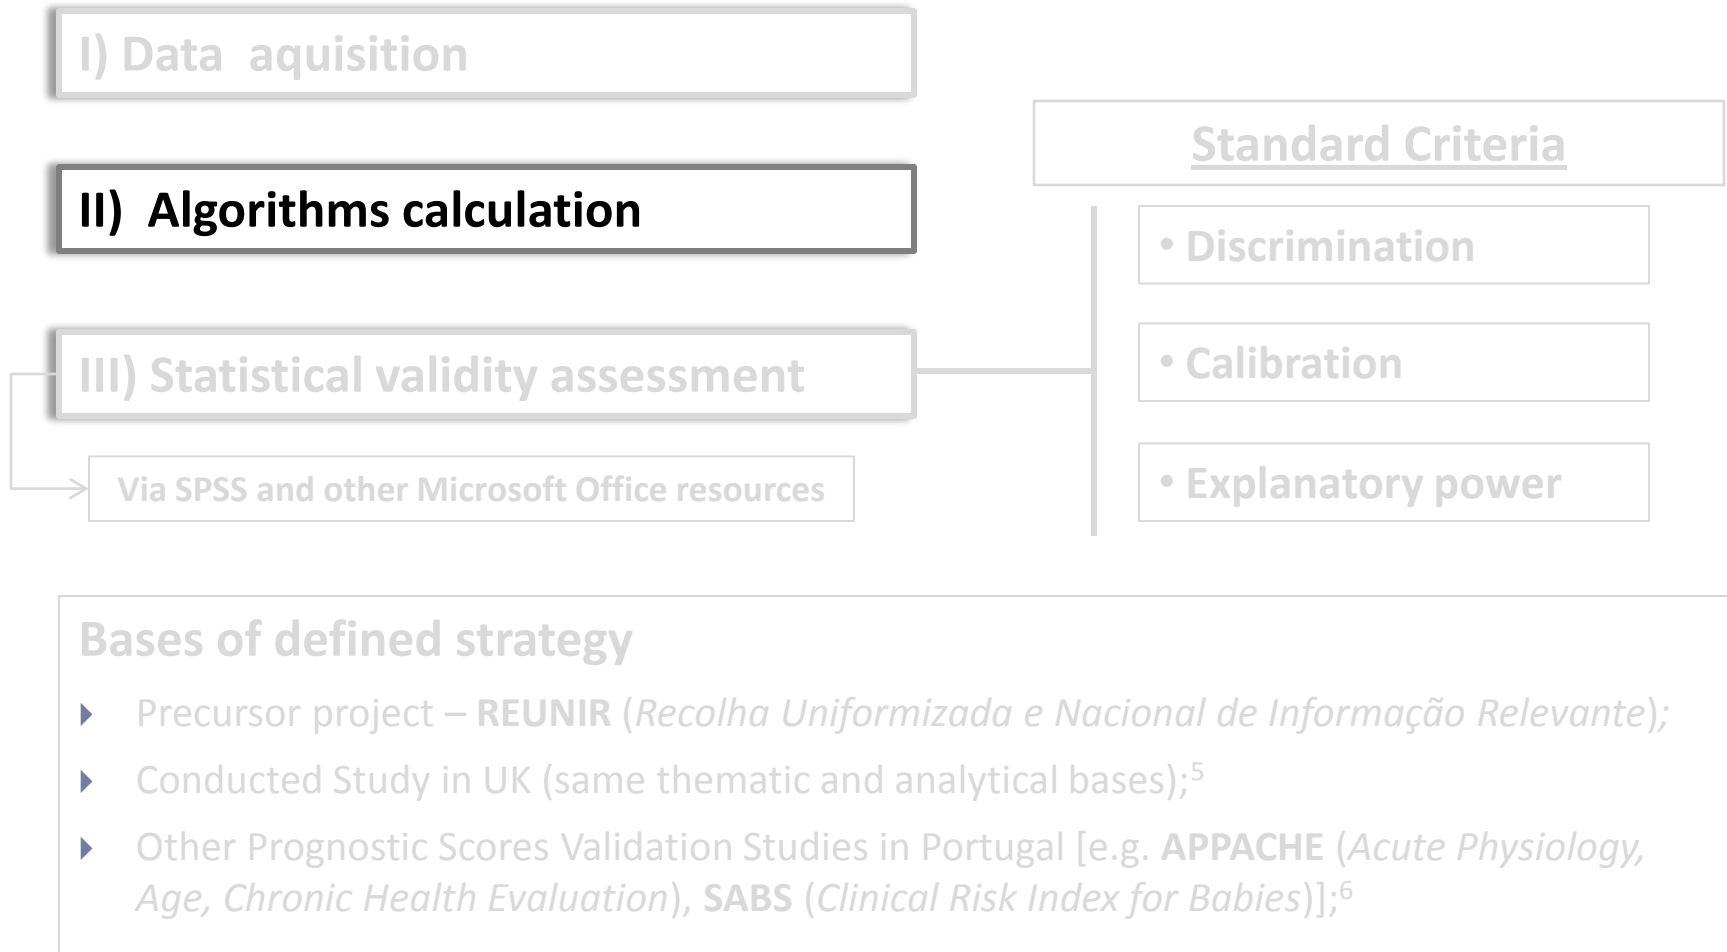 I) Data  aquisition
II)  Algorithms calculation
III) Statistical validity assessment
Via SPSS and other Microsoft Office resources
Standard Criteria
• Discrimination
• Calibration
• Explanatory power
Bases of defined strategy
Precursor project – REUNIR (Recolha Uniformizada e Nacional de Informação Relevante);
Conducted Study in UK (same thematic and analytical bases);⁵
Other Prognostic Scores Validation Studies in Portugal [e.g. APPACHE (Acute Physiology,
Age, Chronic Health Evaluation), SABS (Clinical Risk Index for Babies)];⁶